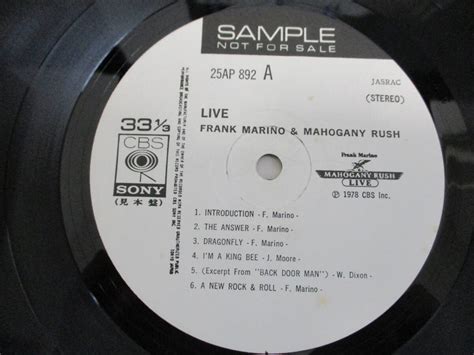 SAMPLE
NOT FOR SALE
25AP 892 A
JASRAC
(STEREO)
LIVE
FRANK MARINO & MAHOGANY RUSH
33 1/3
CBS
SONY
(見本盤)
Frank Marino
MAHOGANY RUSH
LIVE
Ⓟ 1978 CBS Inc.
1. INTRODUCTION - F. Marino
2. THE ANSWER - F. Marino
3. DRAGONFLY - F. Marino
4. I'M A KING BEE - J. Moore
5. (Excerpt From "BACK DOOR MAN") - W. Dixon
6. A NEW ROCK & ROLL - F. Marino